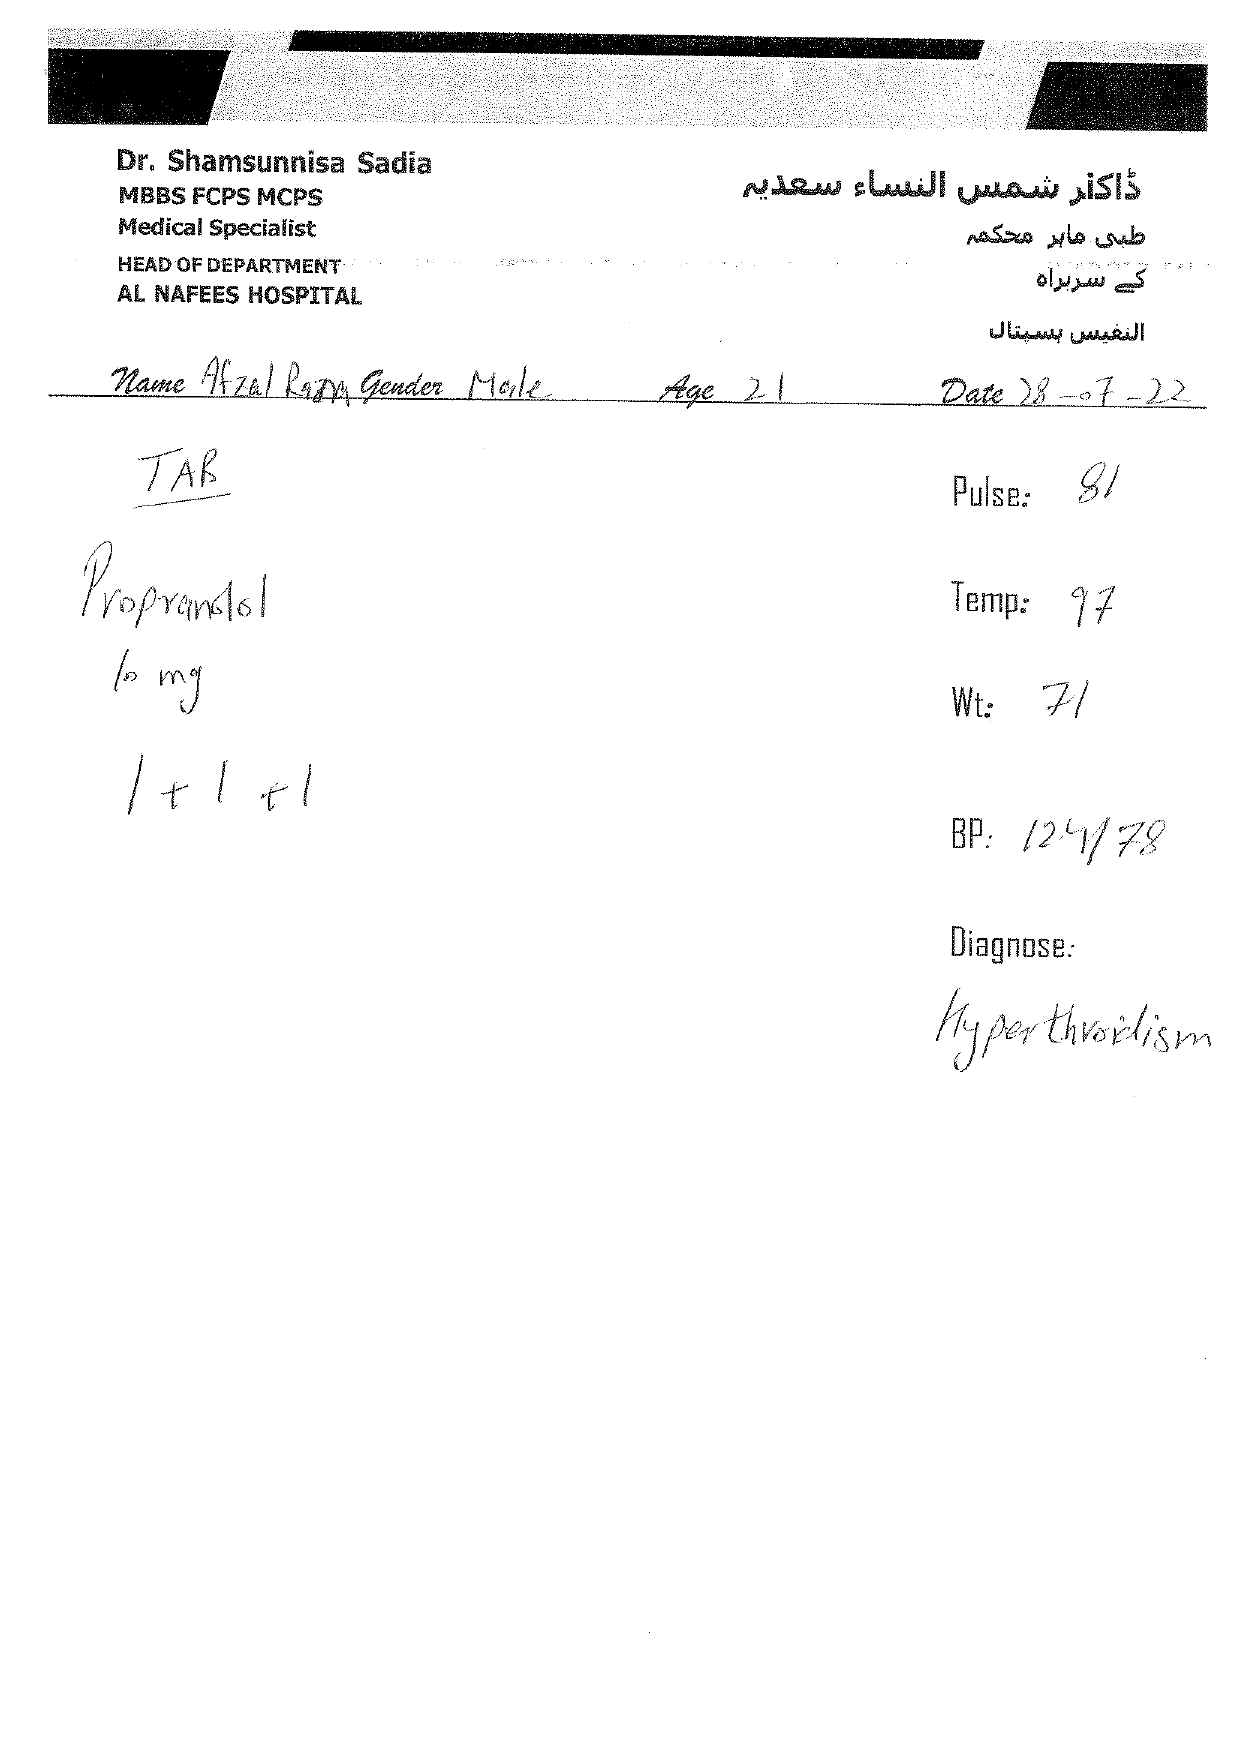 Dr. Shamsunnisa Sadia
MBBS FCPS MCPS
Medical Specialist
HEAD OF DEPARTMENT
AL NAFEES HOSPITAL
ڈاکٹر شمس النساء سعدیہ
طبی ماہر محکمہ
کے سربراہ
النفیس ہسپتال
Name Afzal Gender Male Age 21 Date 28-07-22
TAB
Propranolol
10 mg
1 + 1 + 1
Pulse: 81
Temp: 97
Wt: 71
BP: 124/78
Diagnose:
Hyperthroidism